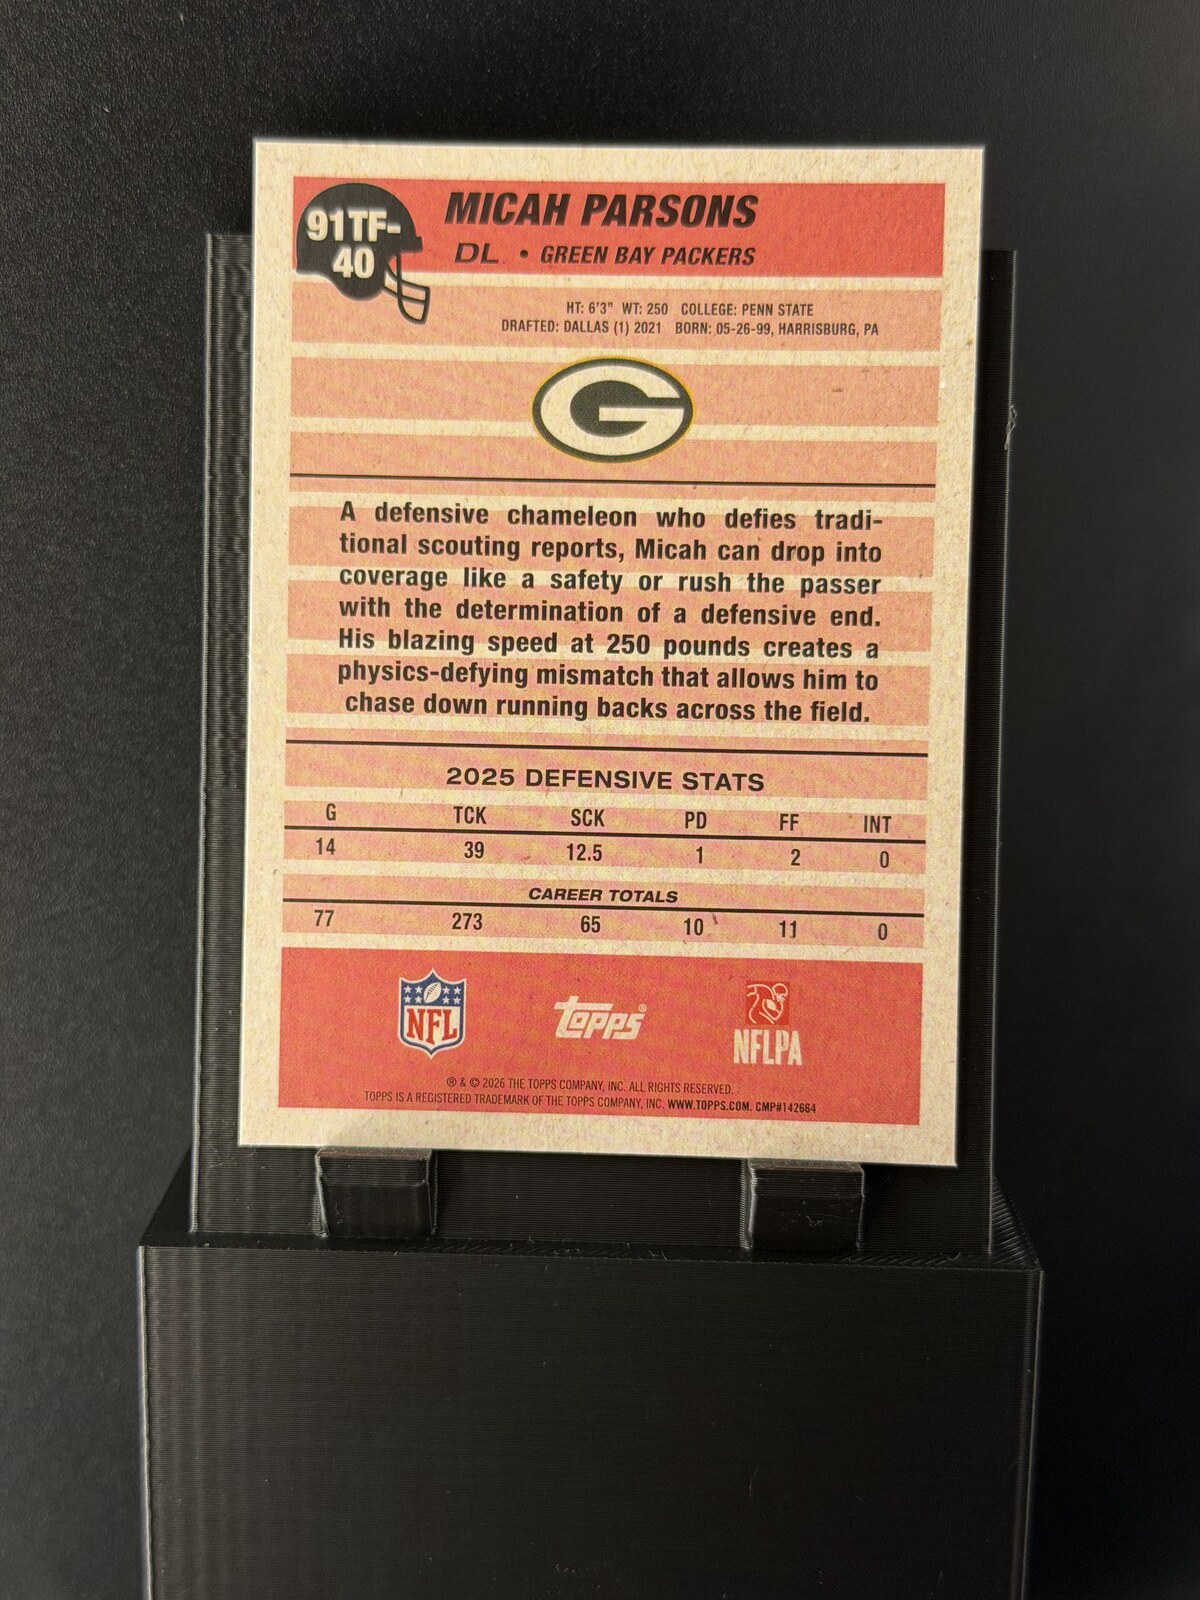 91TF-
40
MICAH PARSONS
DL • GREEN BAY PACKERS
HT: 6'3" WT: 250 COLLEGE: PENN STATE
DRAFTED: DALLAS (1) 2021 BORN: 05-26-99, HARRISBURG, PA
G
A defensive chameleon who defies tradi-
tional scouting reports, Micah can drop into
coverage like a safety or rush the passer
with the determination of a defensive end.
His blazing speed at 250 pounds creates a
physics-defying mismatch that allows him to
chase down running backs across the field.
2025 DEFENSIVE STATS
G TCK SCK PD FF INT
14 39 12.5 1 2 0
CAREER TOTALS
77 273 65 10 11 0
NFL topps® NFLPA
® & © 2026 THE TOPPS COMPANY, INC. ALL RIGHTS RESERVED.
TOPPS IS A REGISTERED TRADEMARK OF THE TOPPS COMPANY, INC. WWW.TOPPS.COM. CMP#142664